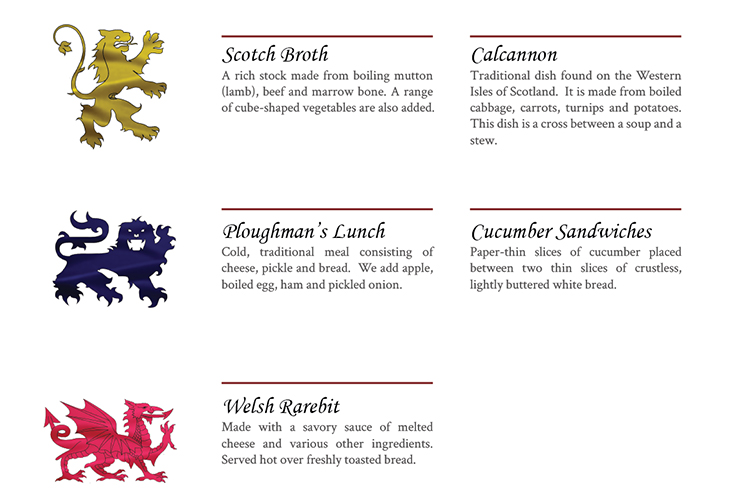 Scotch Broth
A rich stock made from boiling mutton
(lamb), beef and marrow bone. A range
of cube-shaped vegetables are also added.
Calcannon
Traditional dish found on the Western
Isles of Scotland. It is made from boiled
cabbage, carrots, turnips and potatoes.
This dish is a cross between a soup and a
stew.
Ploughman's Lunch
Cold, traditional meal consisting of
cheese, pickle and bread. We add apple,
boiled egg, ham and pickled onion.
Cucumber Sandwiches
Paper-thin slices of cucumber placed
between two thin slices of crustless,
lightly buttered white bread.
Welsh Rarebit
Made with a savory sauce of melted
cheese and various other ingredients.
Served hot over freshly toasted bread.